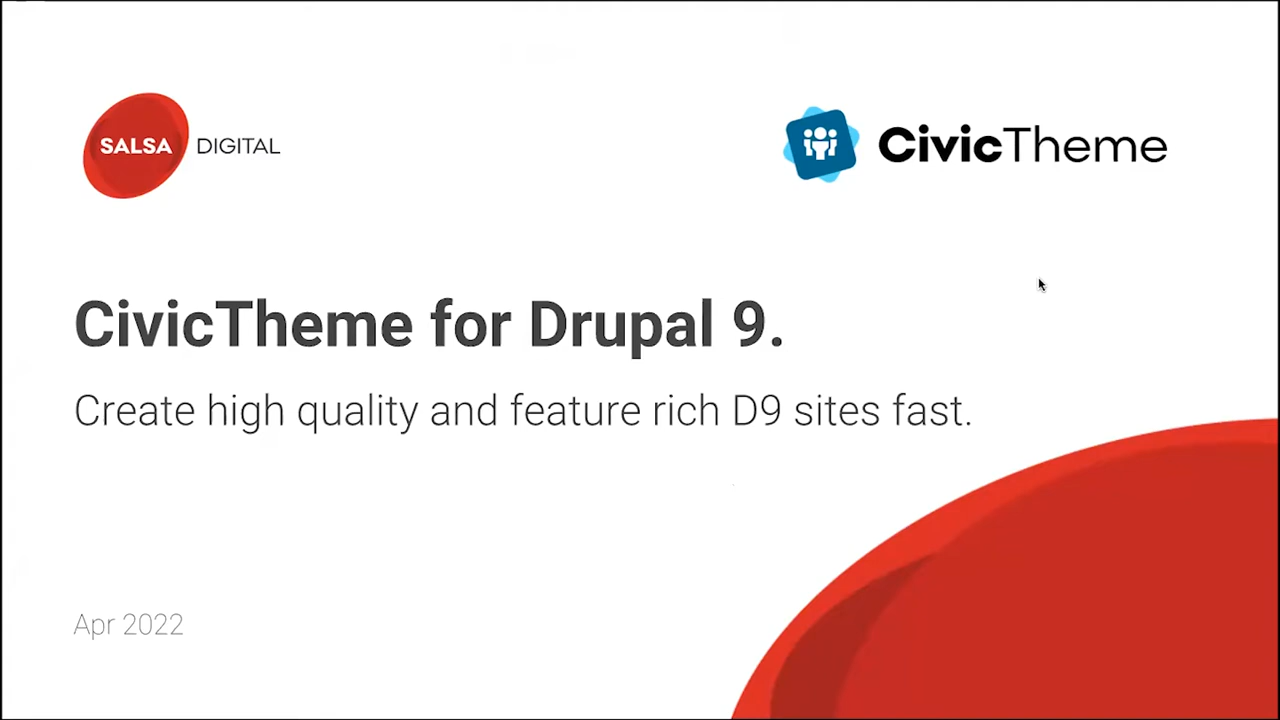 SALSA DIGITAL
CivicTheme
CivicTheme for Drupal 9.
Create high quality and feature rich D9 sites fast.
Apr 2022